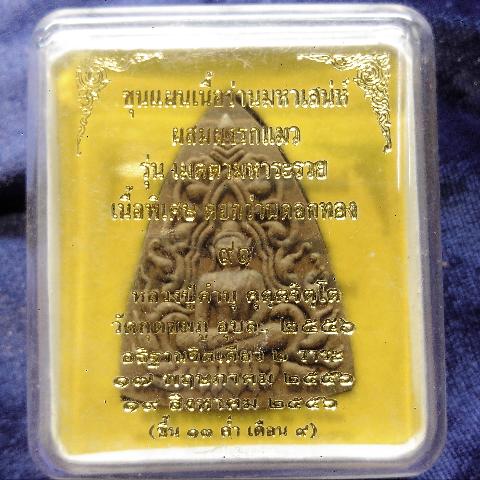 ขุนแผนเนื้อว่านมหาเสน่ห์
ผสมผงรกแมว
รุ่น เมตตามหาระรวย
เนื้อพิเศษ ดอกว่านดอกทอง
๙๑
หลวงปู่คำบุ คุตฺตจิตฺโต
วัดกุดชมภู อุบลฯ ๒๕๕๖
อธิฐานจิตเดี่ยว ๒ วาระ
๑๗ พฤษภาคม ๒๕๕๖
๑๙ สิงหาคม ๒๕๕๖
(ขึ้น ๑๓ ค่ำ เดือน ๙)